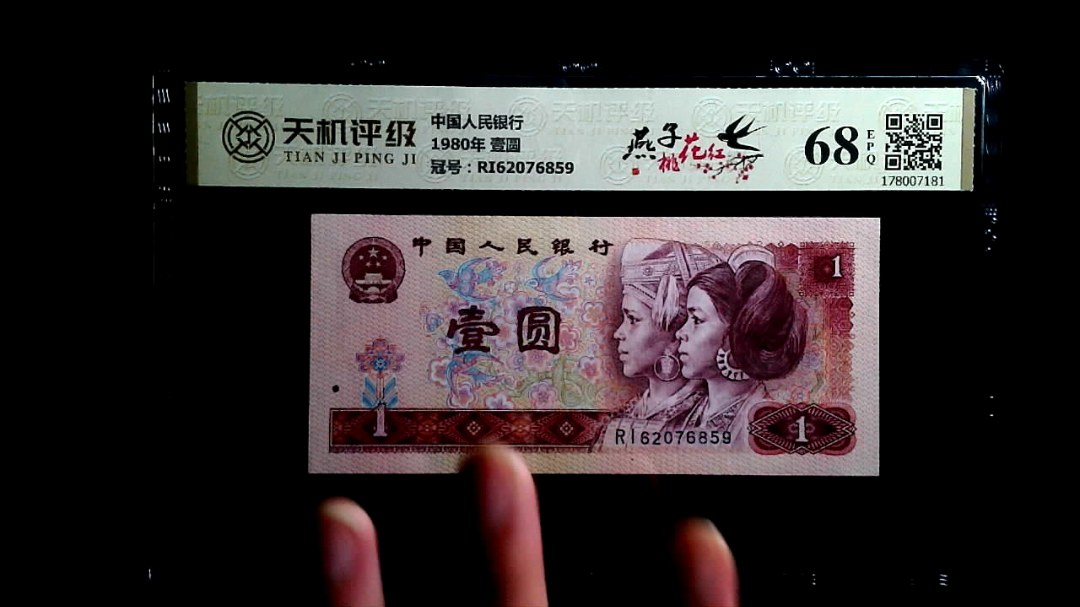 天机评级
TIAN JI PING JI
中国人民银行
1980年 壹圆
冠号：RI62076859
燕子
桃花红
68
EPQ
178007181
中国人民银行
1
壹圆
1
RI62076859
1